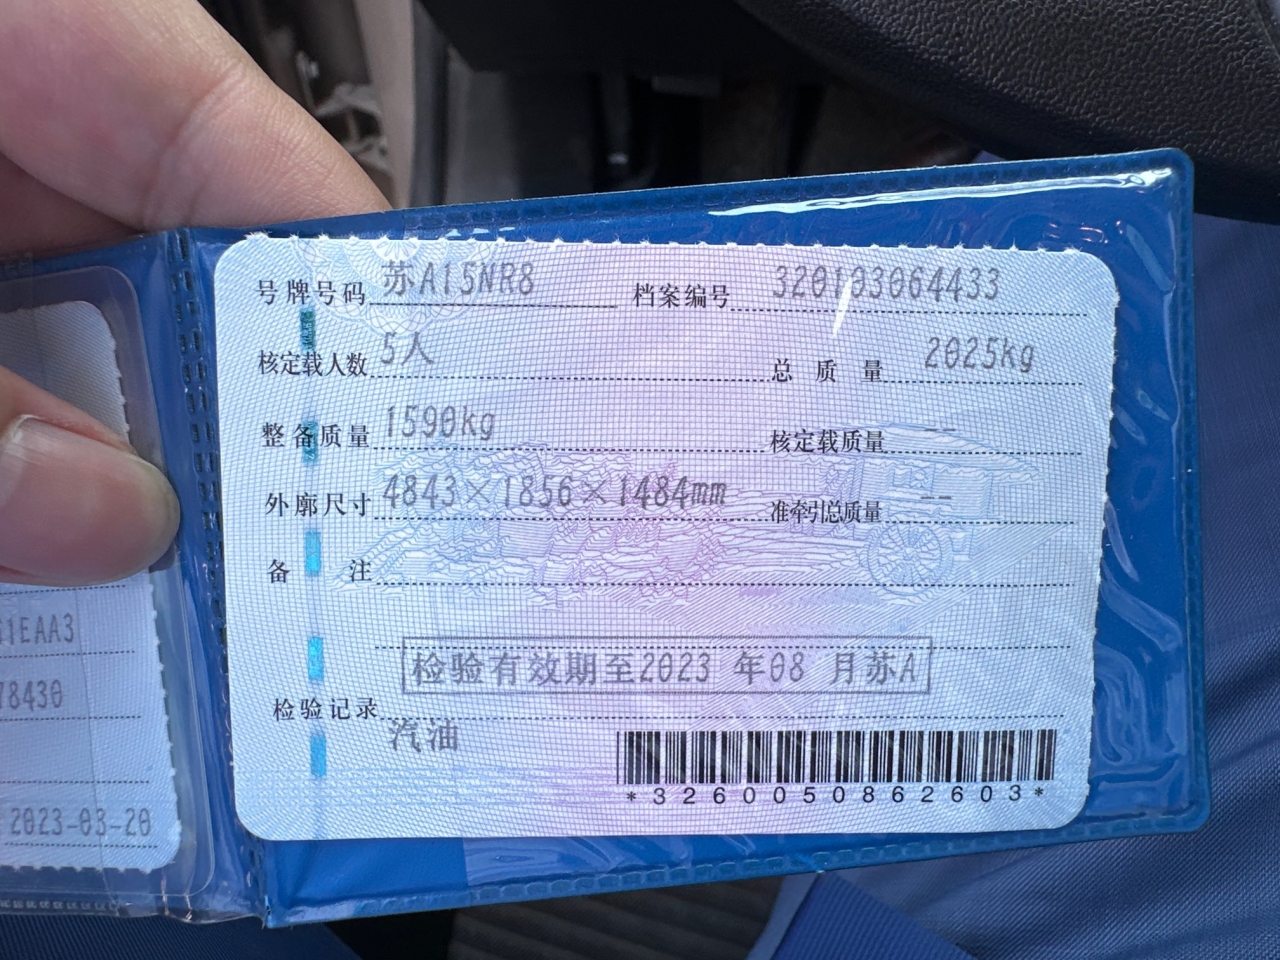 号牌号码 苏A15NR8 档案编号 320103064433
核定载人数 5人 总质量 2025kg
整备质量 1590kg 核定载质量 --
外廓尺寸 4843×1856×1484mm 准牵引总质量 --
备注
检验有效期至2023 年08 月苏A
检验记录
汽油
*3260050862603*
1EAA3
78430
2023-03-20